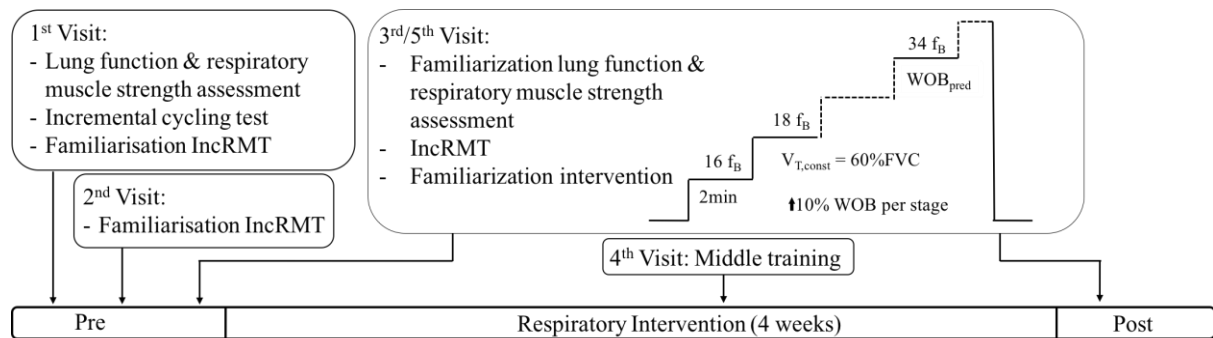 1st Visit:
- Lung function & respiratory
muscle strength assessment
- Incremental cycling test
- Familiarisation IncRMT
2nd Visit:
- Familiarisation IncRMT
3rd/5th Visit:
- Familiarization lung function &
respiratory muscle strength
assessment
- IncRMT
- Familiarization intervention
16 fB
2min
18 fB
34 fB
WOBpred
VT,const = 60%FVC
⬆10% WOB per stage
4th Visit: Middle training
Pre
Respiratory Intervention (4 weeks)
Post